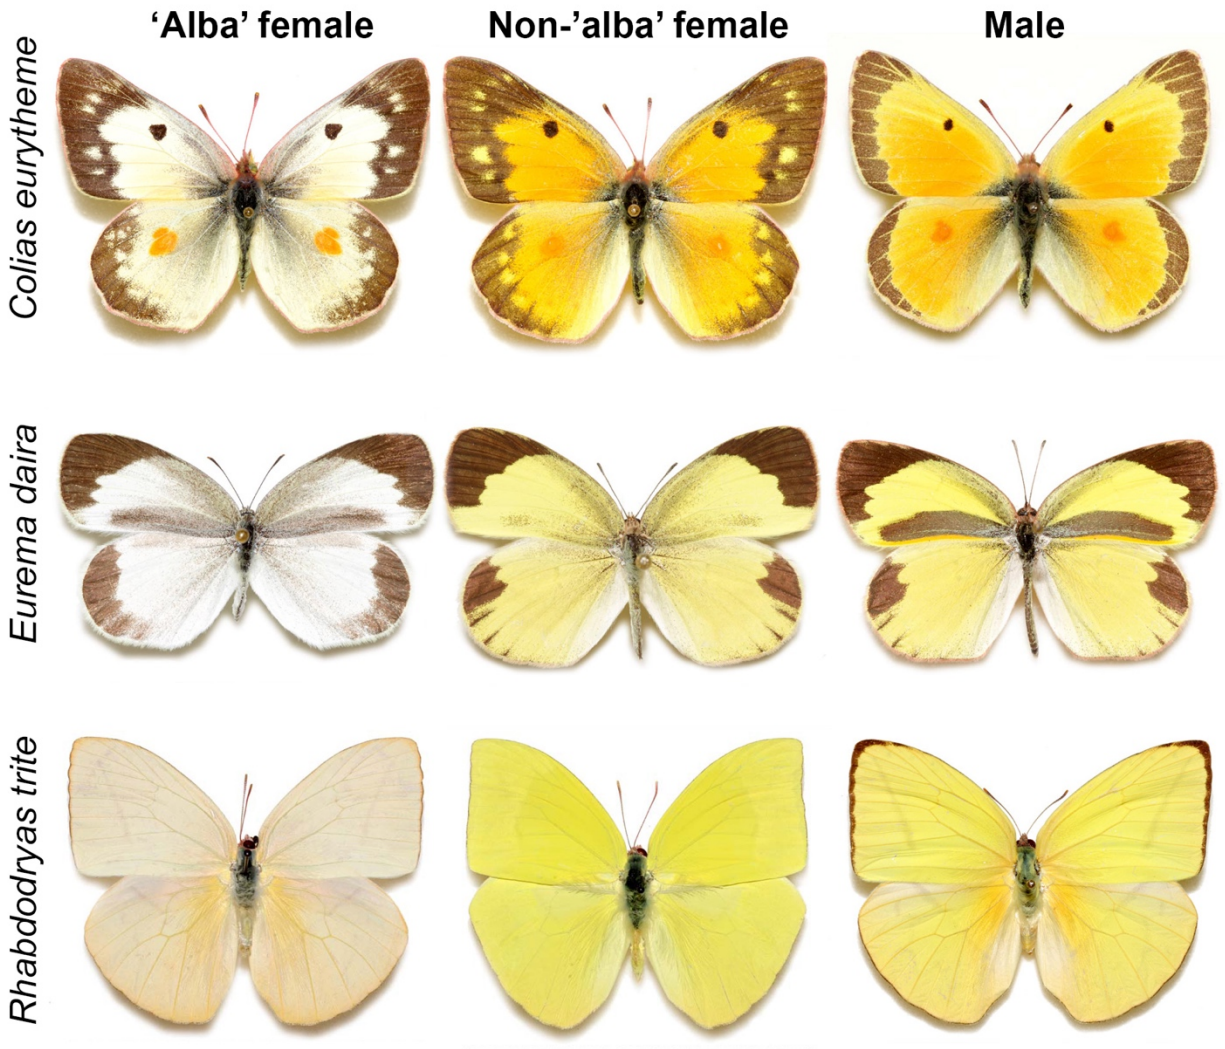 ‘Alba’ female
Non-’alba’ female
Male
Colias eurytheme
Eurema daira
Rhabdodryas trite